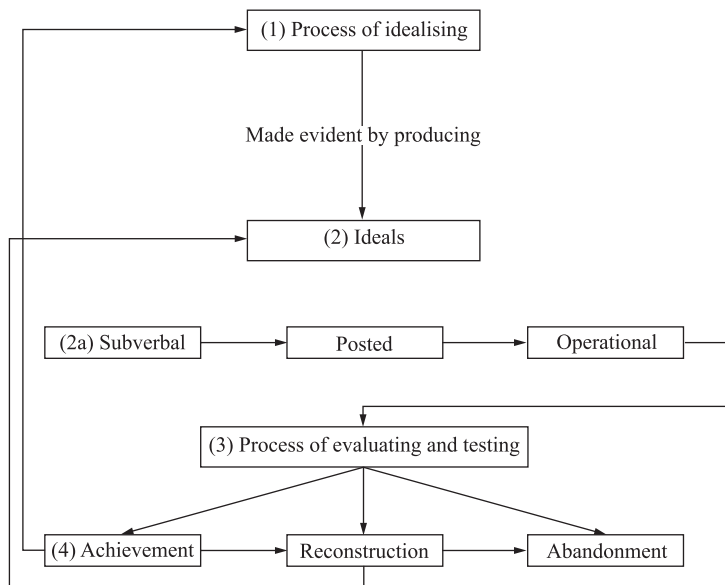 (1) Process of idealising
Made evident by producing
(2) Ideals
(2a) Subverbal
Posted
Operational
(3) Process of evaluating and testing
(4) Achievement
Reconstruction
Abandonment